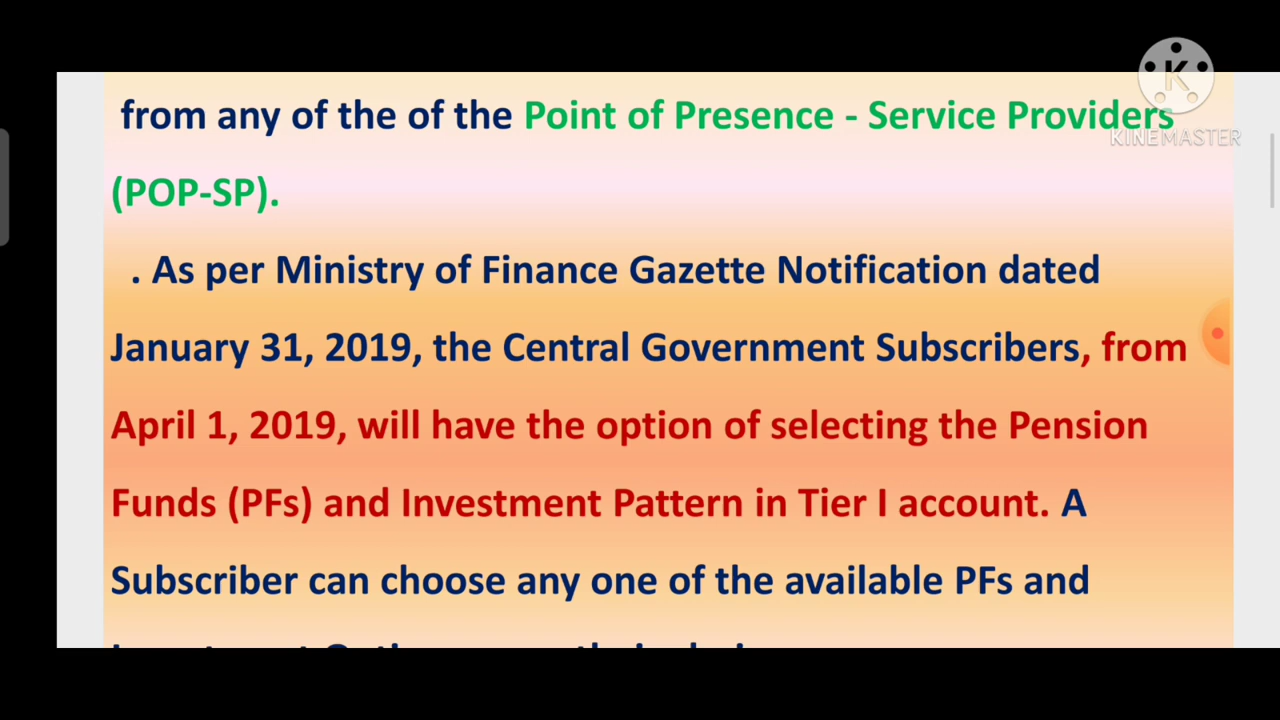 KINEMASTER
from any of the of the Point of Presence - Service Providers
(POP-SP).
. As per Ministry of Finance Gazette Notification dated
January 31, 2019, the Central Government Subscribers, from
April 1, 2019, will have the option of selecting the Pension
Funds (PFs) and Investment Pattern in Tier I account. A
Subscriber can choose any one of the available PFs and